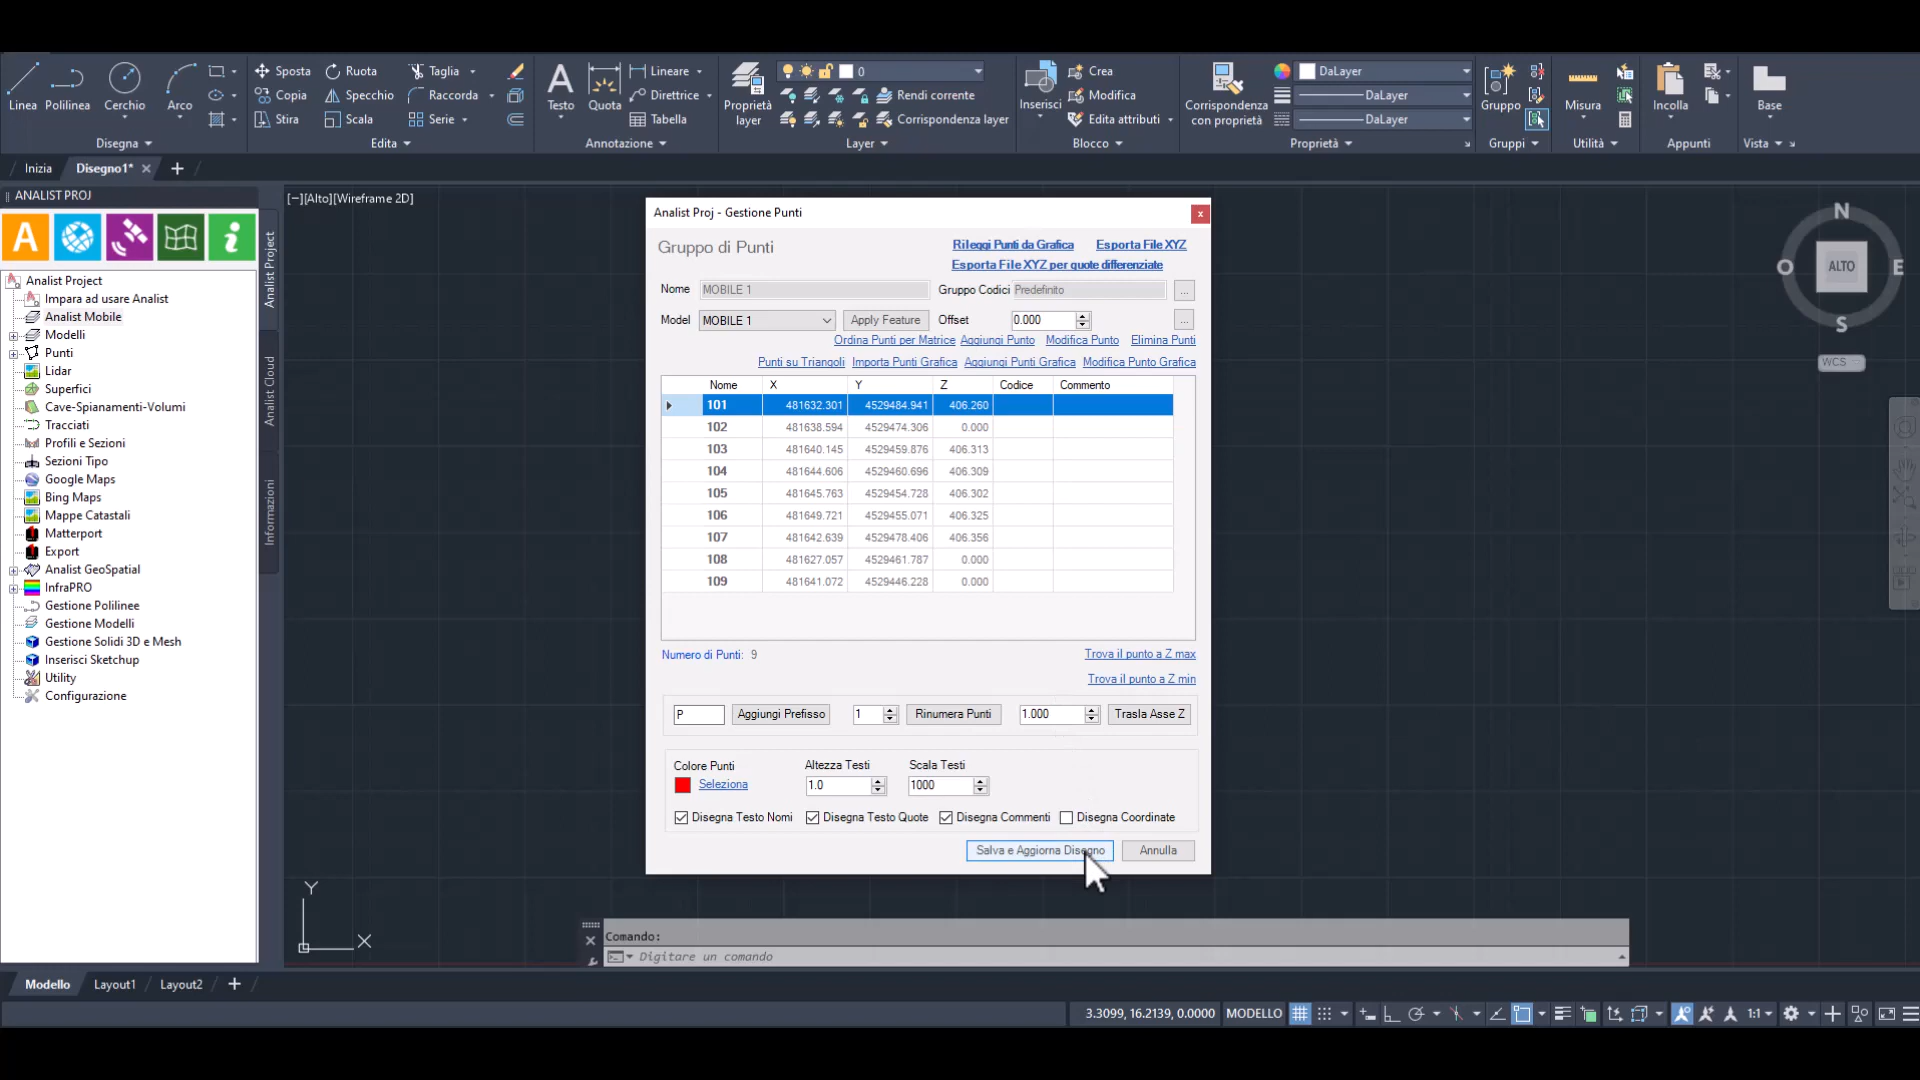 Linea Polilinea Cerchio Arco
Sposta Ruota Taglia
Copia Specchio Raccorda
Stira Scala Serie
Testo Quota Lineare
Direttrice
Tabella
Proprietà layer
0
Rendi corrente
Corrispondenza layer
Inserisci Crea
Modifica
Edita attributi
Corrispondenza con proprietà
DaLayer
DaLayer
DaLayer
Gruppo Misura Incolla Base
Disegna Edita Annotazione Layer Blocco Proprietà Gruppi Utilità Appunti Vista
Inizia Disegno1*
ANALIST PROJ
[−][Alto][Wireframe 2D]
A
Analist Project
Impara ad usare Analist
Analist Mobile
Modelli
Punti
Lidar
Superfici
Cave-Spianamenti-Volumi
Tracciati
Profili e Sezioni
Sezioni Tipo
Google Maps
Bing Maps
Mappe Catastali
Matterport
Export
Analist GeoSpatial
InfraPRO
Gestione Polilinee
Gestione Modelli
Gestione Solidi 3D e Mesh
Inserisci Sketchup
Utility
Configurazione
Analist Project
Analist Cloud
Informazioni
Analist Proj - Gestione Punti
x
Gruppo di Punti
Rileggi Punti da Grafica Esporta File XYZ
Esporta File XYZ per quote differenziate
Nome MOBILE 1 Gruppo Codici Predefinito ...
Model MOBILE 1 Apply Feature Offset 0.000 ...
Ordina Punti per Matrice Aggiungi Punto Modifica Punto Elimina Punti
Punti su Triangoli Importa Punti Grafica Aggiungi Punti Grafica Modifica Punto Grafica
Nome X Y Z Codice Commento
101 481632.301 4529484.941 406.260
102 481638.594 4529474.306 0.000
103 481640.145 4529459.876 406.313
104 481644.606 4529460.696 406.309
105 481645.763 4529454.728 406.302
106 481649.721 4529455.071 406.325
107 481642.639 4529478.406 406.356
108 481627.057 4529461.787 0.000
109 481641.072 4529446.228 0.000
Numero di Punti: 9
Trova il punto a Z max
Trova il punto a Z min
P Aggiungi Prefisso 1 Rinumera Punti 1.000 Trasla Asse Z
Colore Punti Altezza Testi Scala Testi
Seleziona 1.0 1000
Disegna Testo Nomi Disegna Testo Quote Disegna Commenti Disegna Coordinate
Salva e Aggiorna Disegno Annulla
N
O ALTO E
S
WCS
Y
X
Comando:
Digitare un comando
Modello Layout1 Layout2
3.3099, 16.2139, 0.0000 MODELLO 1:1